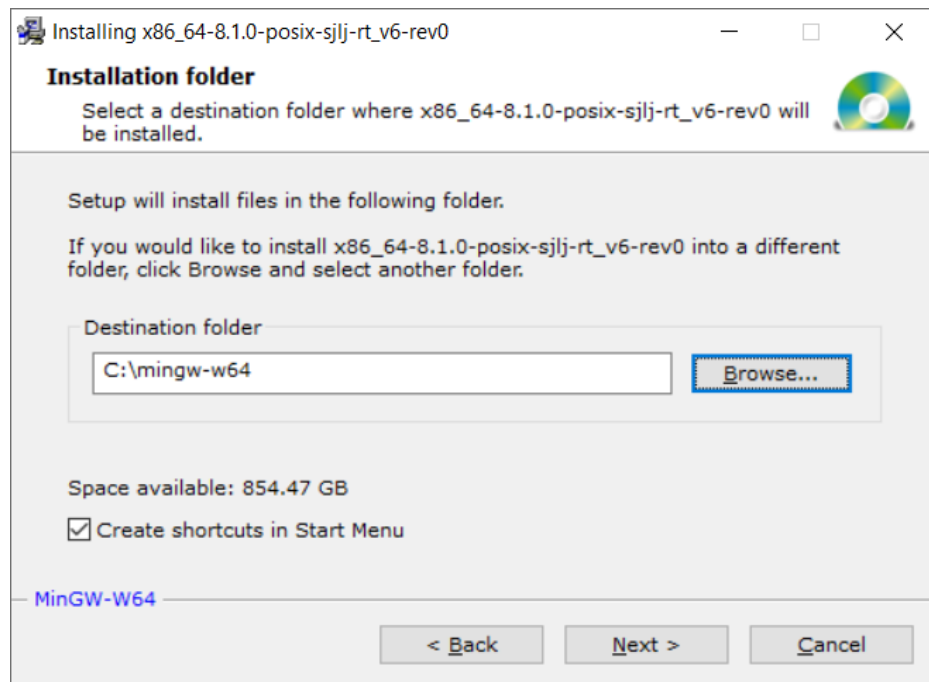 Installing x86_64-8.1.0-posix-sjlj-rt_v6-rev0
Installation folder
Select a destination folder where x86_64-8.1.0-posix-sjlj-rt_v6-rev0 will
be installed.
Setup will install files in the following folder.
If you would like to install x86_64-8.1.0-posix-sjlj-rt_v6-rev0 into a different
folder, click Browse and select another folder.
Destination folder
C:\mingw-w64
Browse...
Space available: 854.47 GB
Create shortcuts in Start Menu
MinGW-W64
< Back
Next >
Cancel